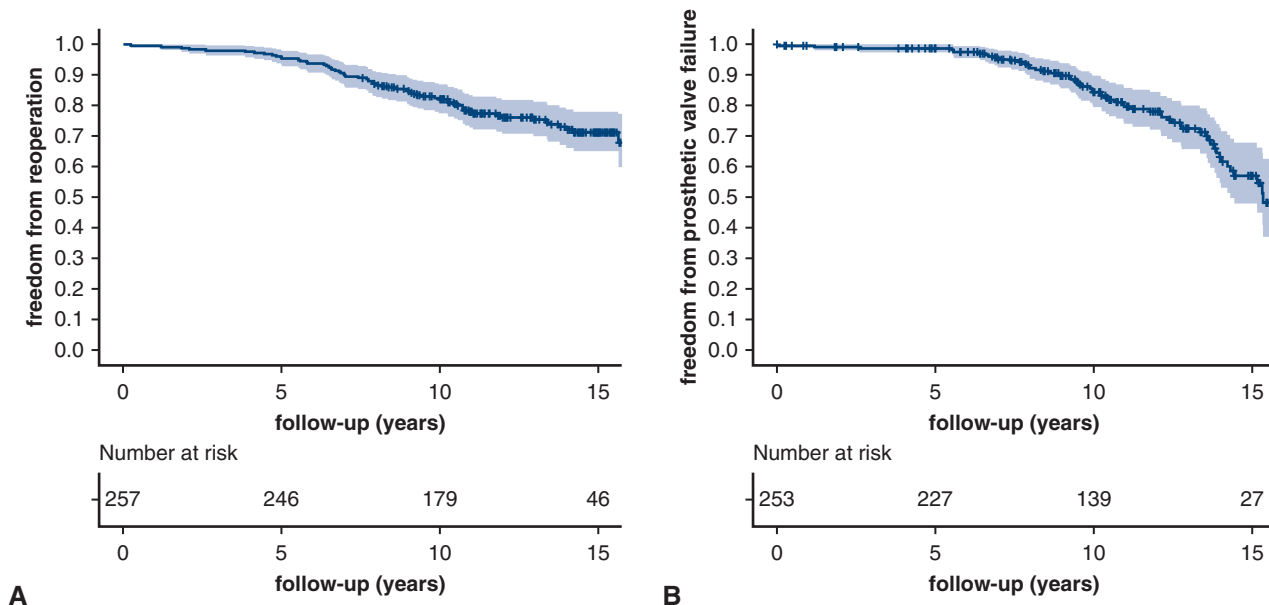 freedom from reoperation
1.0
0.9
0.8
0.7
0.6
0.5
0.4
0.3
0.2
0.1
0.0
0 5 10 15
follow-up (years)
Number at risk
257 246 179 46
0 5 10 15
follow-up (years)
A
freedom from prosthetic valve failure
1.0
0.9
0.8
0.7
0.6
0.5
0.4
0.3
0.2
0.1
0.0
0 5 10 15
follow-up (years)
Number at risk
253 227 139 27
0 5 10 15
follow-up (years)
B